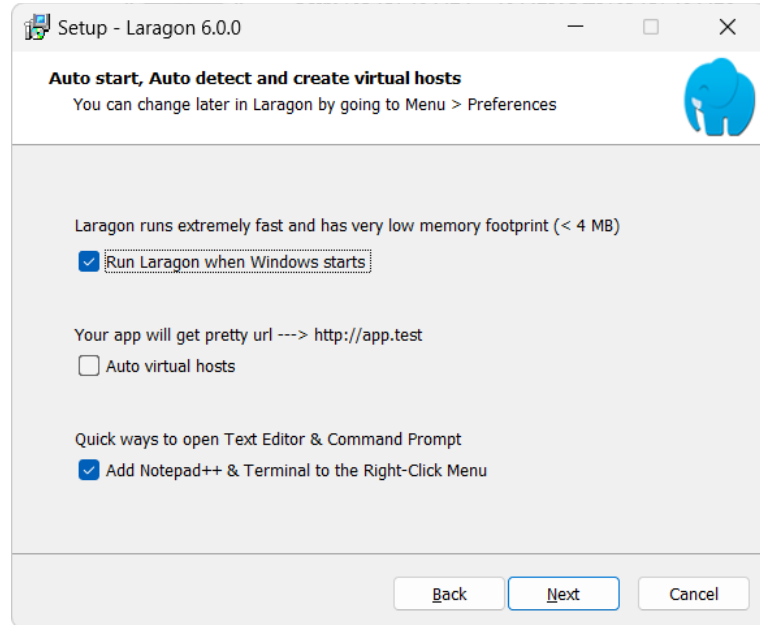 Setup - Laragon 6.0.0
Auto start, Auto detect and create virtual hosts
You can change later in Laragon by going to Menu > Preferences
Laragon runs extremely fast and has very low memory footprint (< 4 MB)
Run Laragon when Windows starts
Your app will get pretty url ---> http://app.test
Auto virtual hosts
Quick ways to open Text Editor & Command Prompt
Add Notepad++ & Terminal to the Right-Click Menu
Back Next Cancel